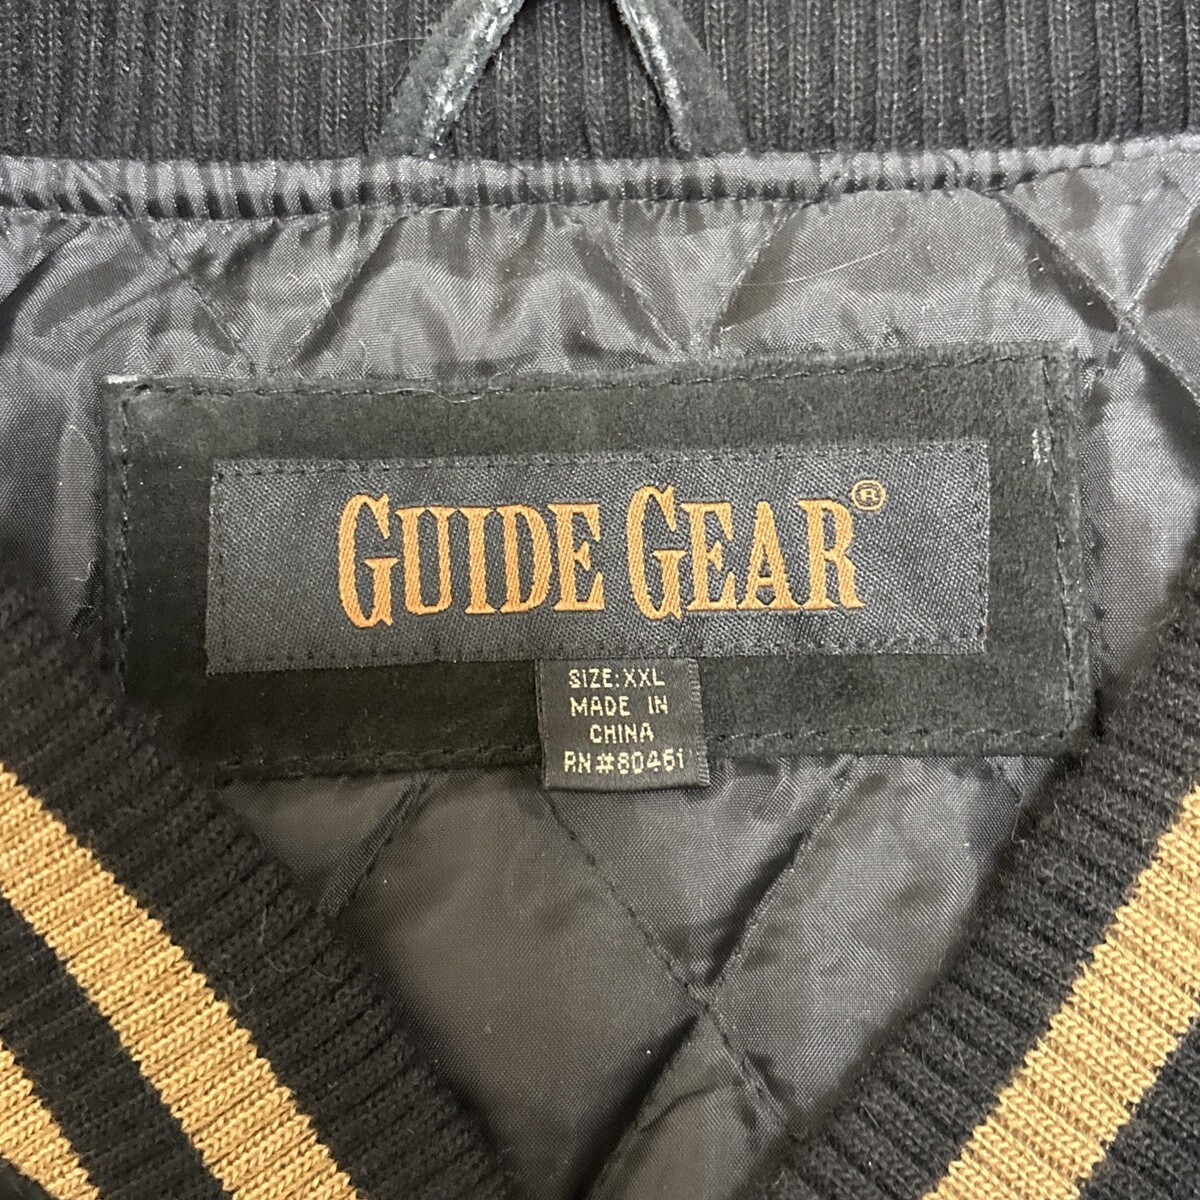 GUIDE GEAR®
SIZE: XXL
MADE IN
CHINA
RN#80461